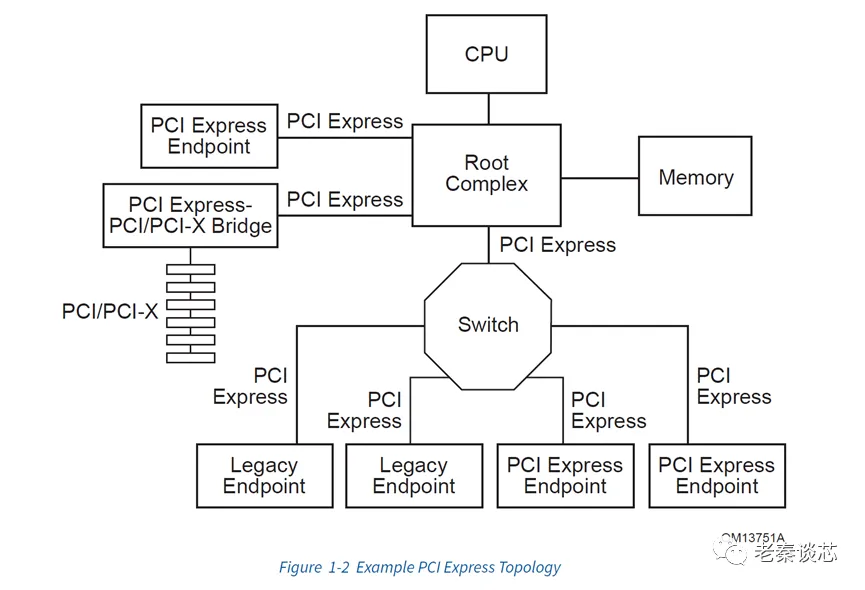 CPU
PCI Express
Endpoint
PCI Express
Root
Complex
Memory
PCI Express-
PCI/PCI-X Bridge
PCI Express
PCI Express
PCI/PCI-X
Switch
PCI
Express
PCI
Express
PCI
Express
PCI
Express
Legacy
Endpoint
Legacy
Endpoint
PCI Express
Endpoint
PCI Express
Endpoint
OM13751A
老秦谈芯
Figure 1-2 Example PCI Express Topology